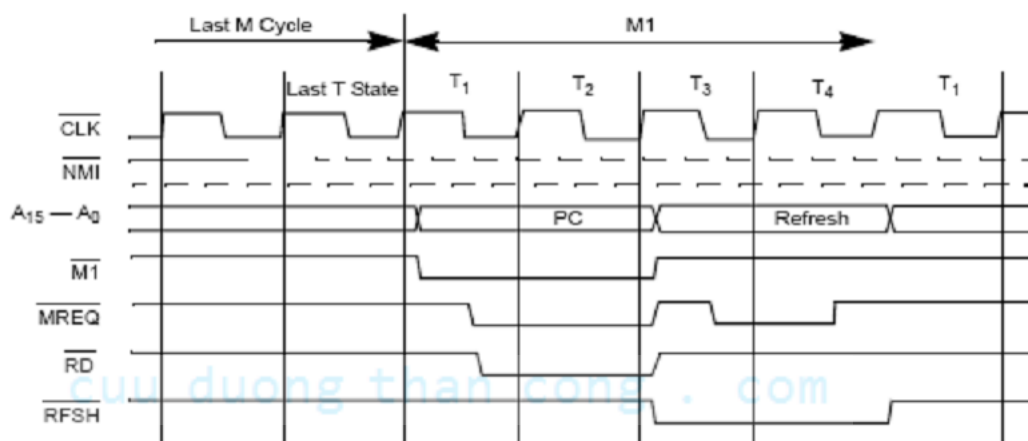 Last M Cycle M1
Last T State T1 T2 T3 T4 T1
CLK
NMI
A15 — A0 PC Refresh
M1
MREQ
RD
cuu duong than cong . com
RFSH